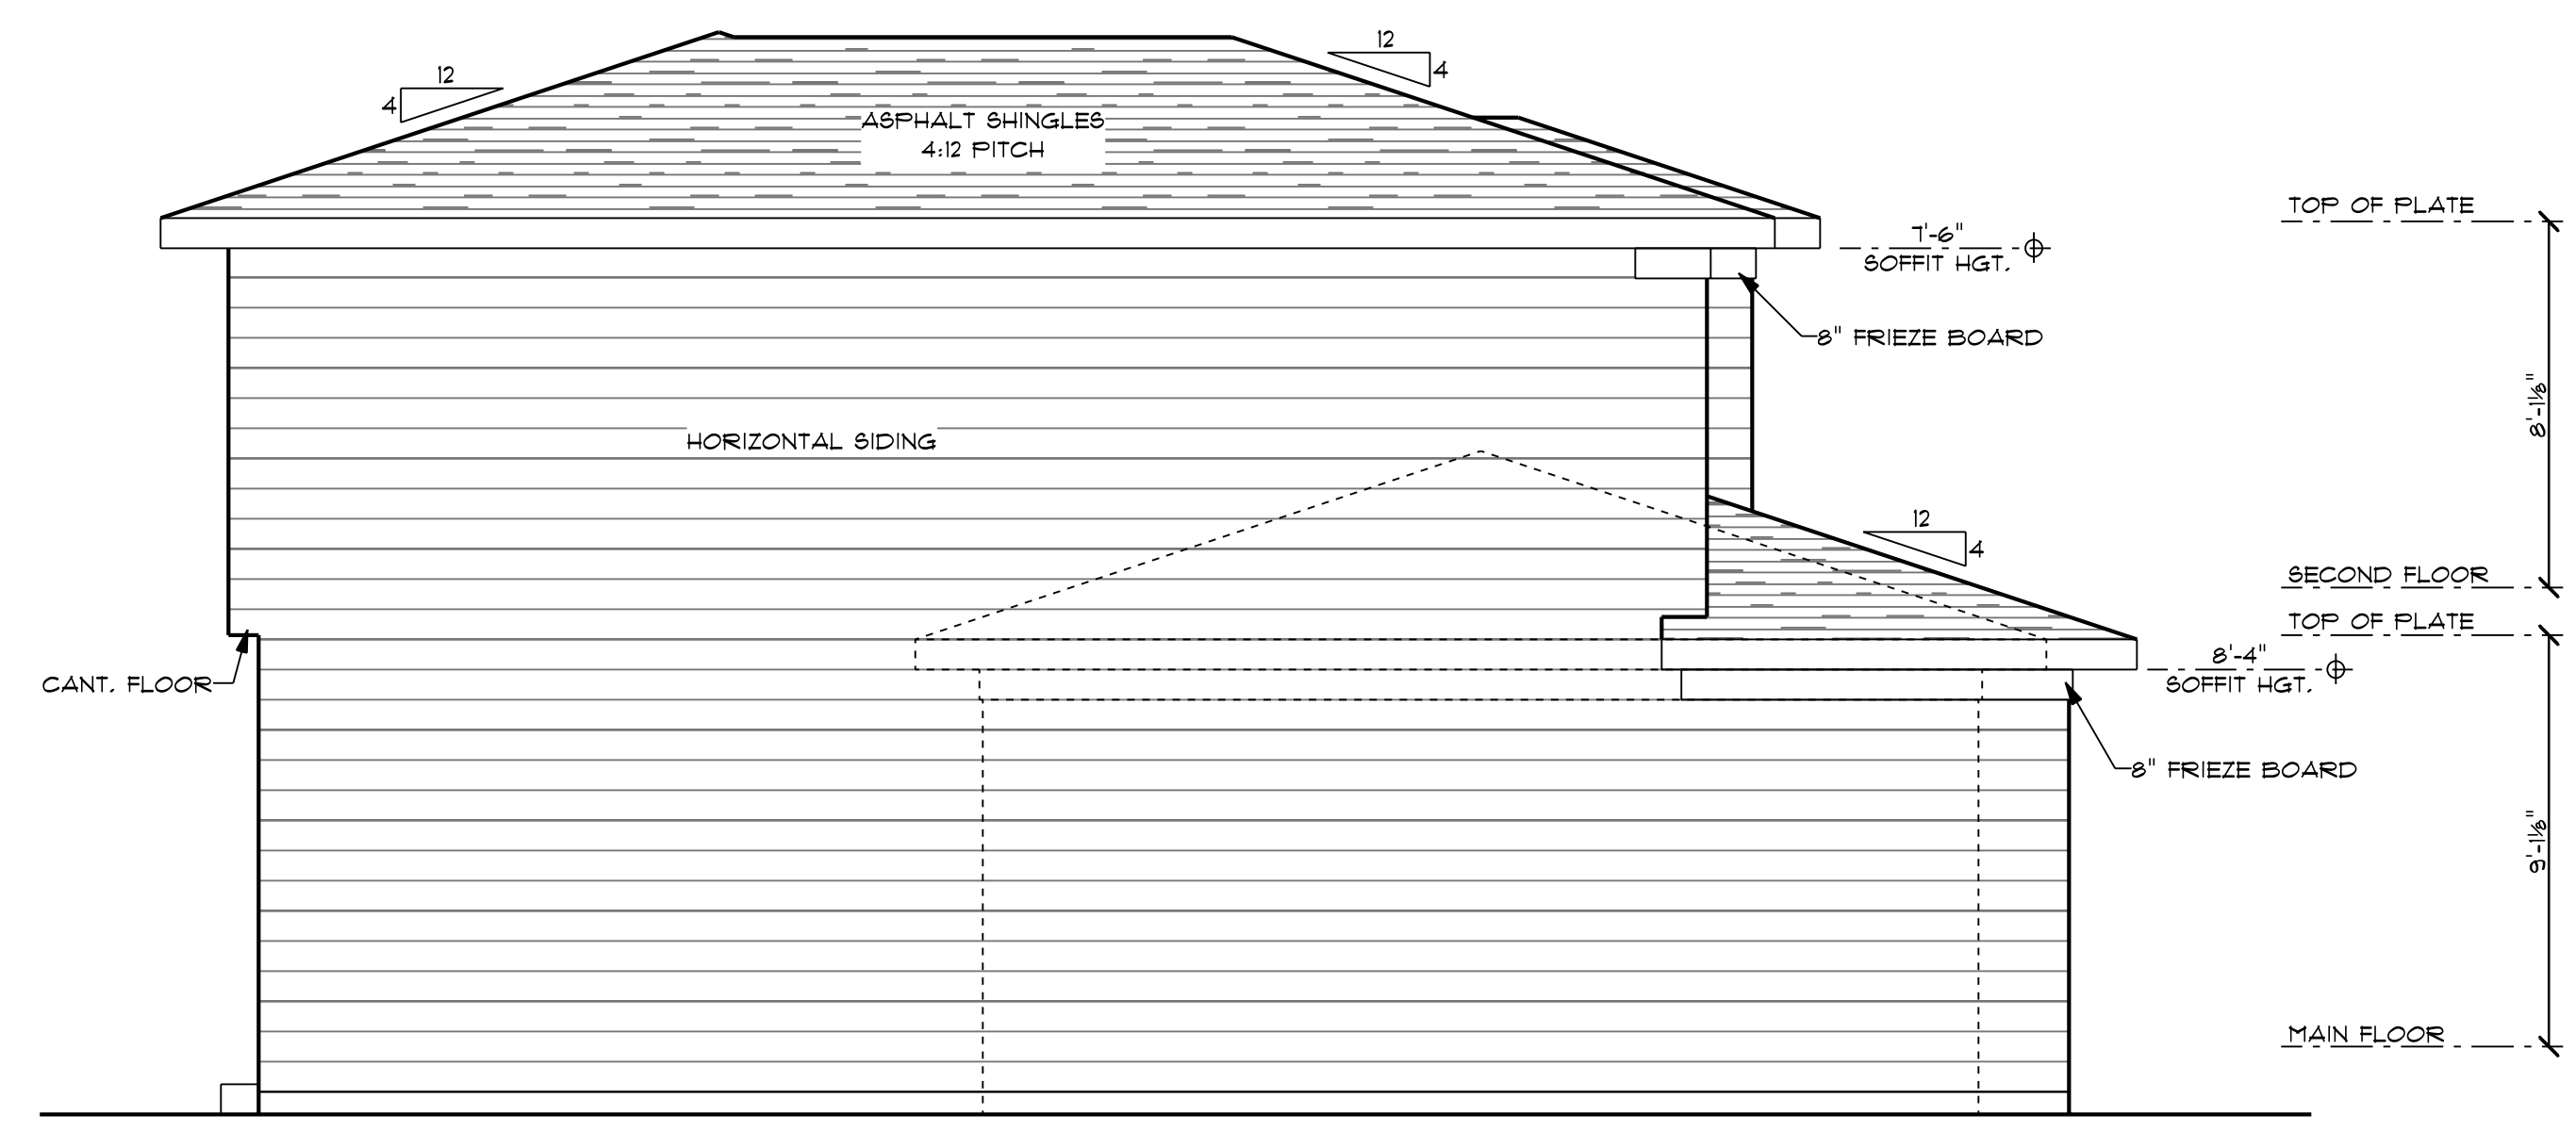 12
4
12
4
ASPHALT SHINGLES
4:12 PITCH
TOP OF PLATE
7'-6"
SOFFIT HGT.
8" FRIEZE BOARD
8'-1⅛"
HORIZONTAL SIDING
12
4
SECOND FLOOR
TOP OF PLATE
8'-4"
SOFFIT HGT.
CANT. FLOOR
8" FRIEZE BOARD
9'-1⅛"
MAIN FLOOR